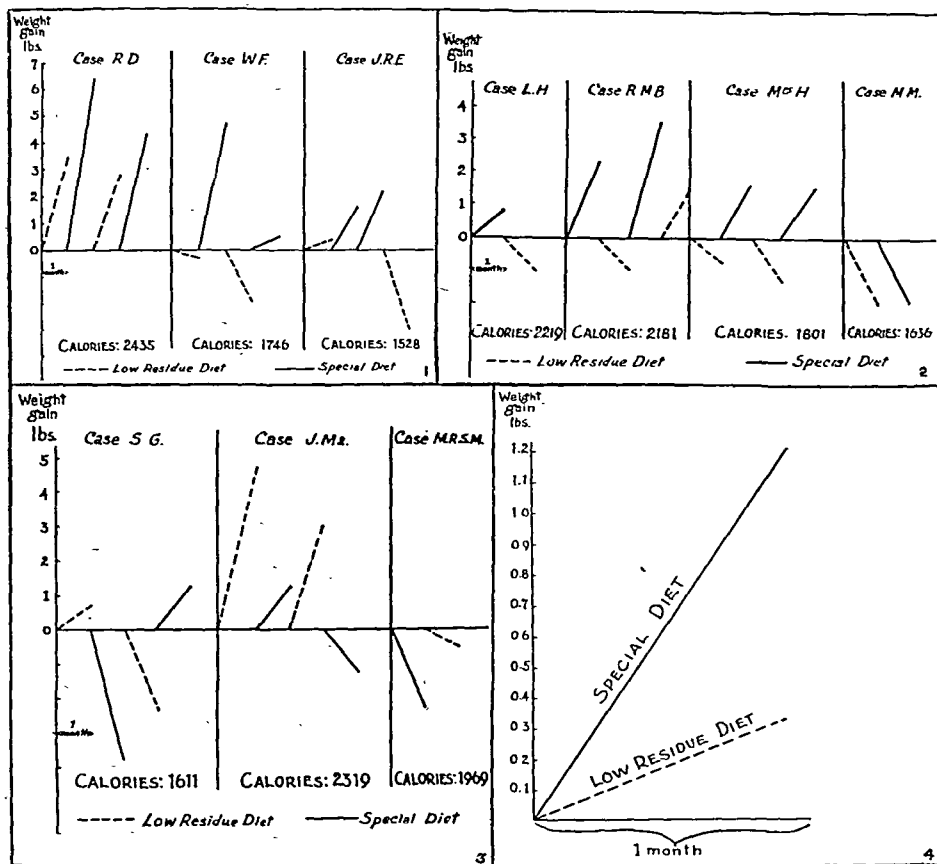 Weight
gain
lbs.
Case R D
Case W F.
Case J.R.E.
7
6
5
4
3
2
1
0
1
month
CALORIES: 2435
CALORIES: 1746
CALORIES: 1528
Low Residue Diet
Special Diet
1
Weight
gain
lbs
Case L.H
Case R M B
Case Mc H
Case M M.
4
3
2
1
0
1
month
CALORIES: 2219
CALORIES: 2181
CALORIES. 1801
CALORIES: 1636
Low Residue Diet
Special Diet
2
Weight
gain
lbs.
Case S G.
Case J. M2.
Case M.R.S.M.
5
4
3
2
1
0
1
month
CALORIES: 1611
CALORIES: 2319
CALORIES: 1969
Low Residue Diet
Special Diet
3
Weight
gain
lbs.
1.2
1.0
0.9
0.8
0.7
0.6
0.5
0.4
0.3
0.2
0.1
SPECIAL DIET
LOW RESIDUE DIET
1 month
4